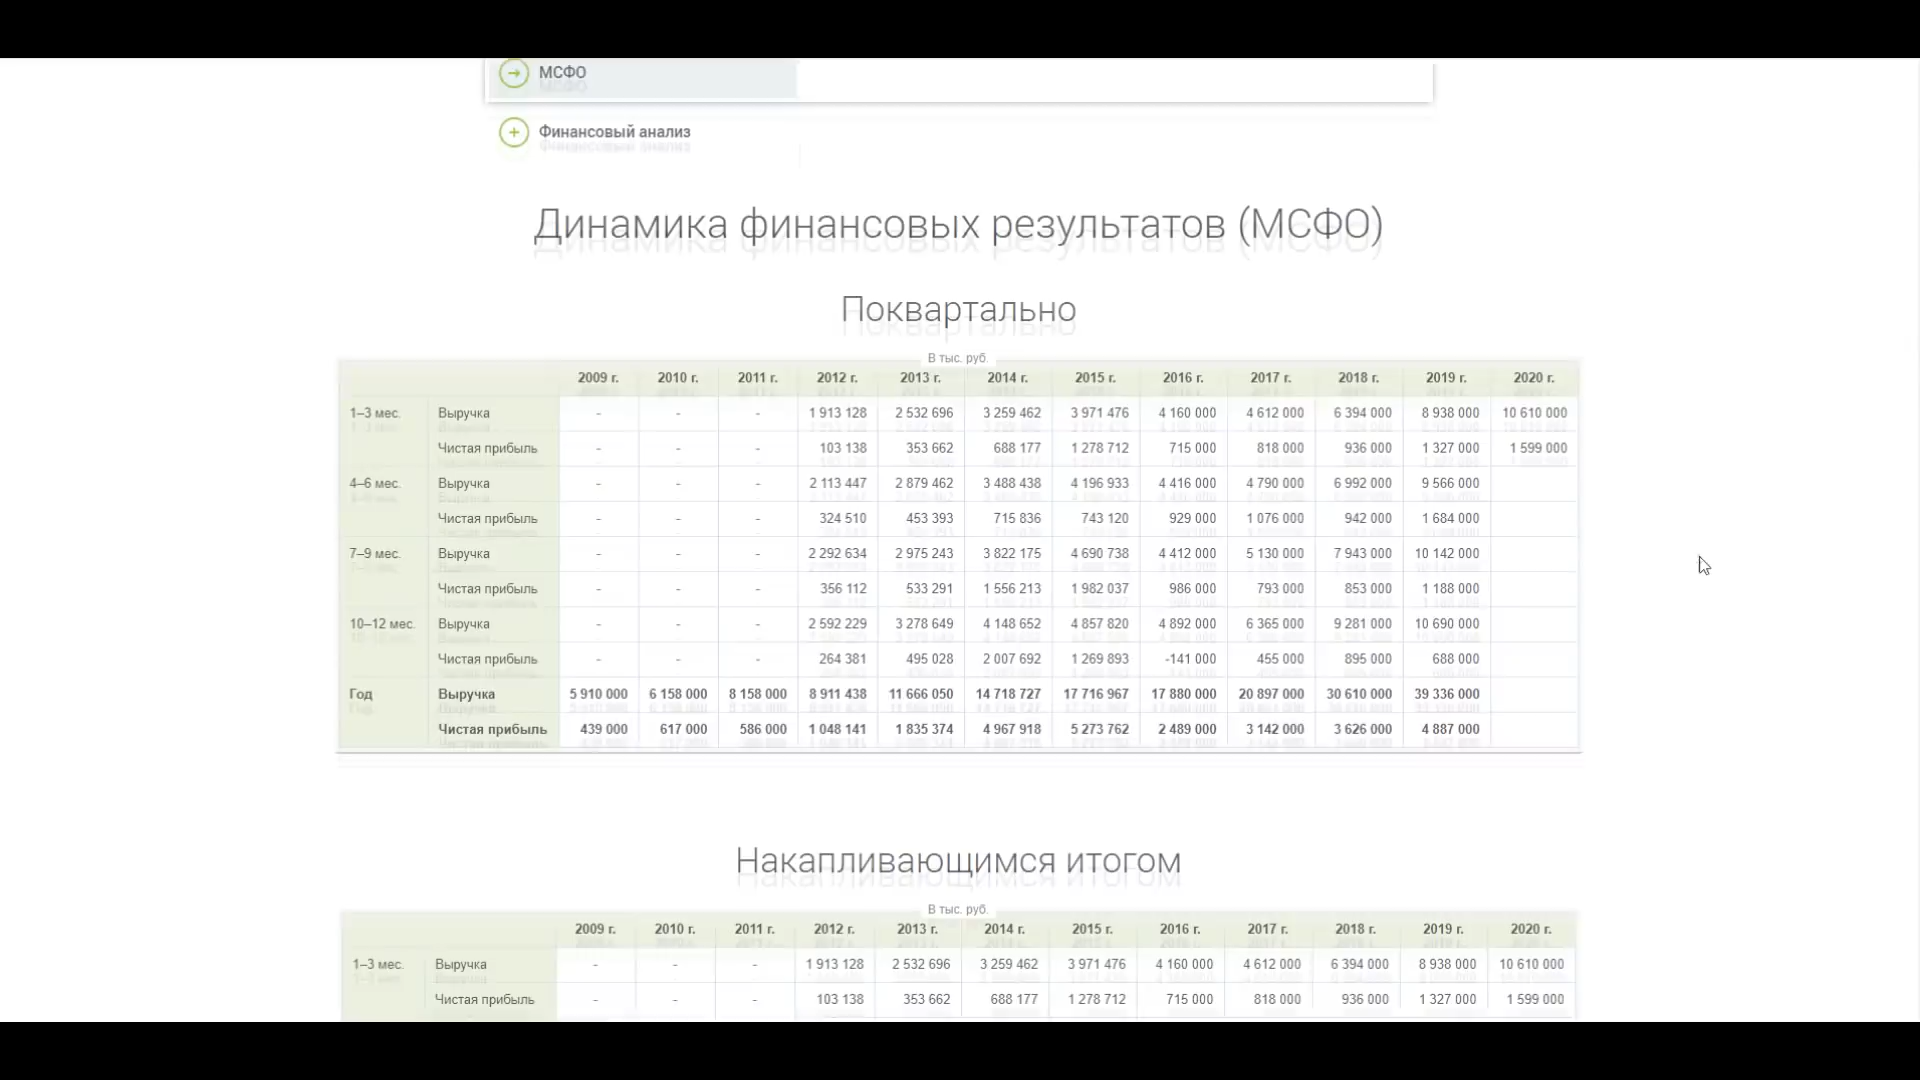 МСФО
Финансовый анализ
Динамика финансовых результатов (МСФО)
Поквартально
В тыс. руб.
2009 г. 2010 г. 2011 г. 2012 г. 2013 г. 2014 г. 2015 г. 2016 г. 2017 г. 2018 г. 2019 г. 2020 г.
1–3 мес. Выручка - - - 1 913 128 2 532 696 3 259 462 3 971 476 4 160 000 4 612 000 6 394 000 8 938 000 10 610 000
Чистая прибыль - - - 103 138 353 662 688 177 1 278 712 715 000 818 000 936 000 1 327 000 1 599 000
4–6 мес. Выручка - - - 2 113 447 2 879 462 3 488 438 4 196 933 4 416 000 4 790 000 6 992 000 9 566 000
Чистая прибыль - - - 324 510 453 393 715 836 743 120 929 000 1 076 000 942 000 1 684 000
7–9 мес. Выручка - - - 2 292 634 2 975 243 3 822 175 4 690 738 4 412 000 5 130 000 7 943 000 10 142 000
Чистая прибыль - - - 356 112 533 291 1 556 213 1 982 037 986 000 793 000 853 000 1 188 000
10–12 мес. Выручка - - - 2 592 229 3 278 649 4 148 652 4 857 820 4 892 000 6 365 000 9 281 000 10 690 000
Чистая прибыль - - - 264 381 495 028 2 007 692 1 269 893 -141 000 455 000 895 000 688 000
Год Выручка 5 910 000 6 158 000 8 158 000 8 911 438 11 666 050 14 718 727 17 716 967 17 880 000 20 897 000 30 610 000 39 336 000
Чистая прибыль 439 000 617 000 586 000 1 048 141 1 835 374 4 967 918 5 273 762 2 489 000 3 142 000 3 626 000 4 887 000
Накапливающимся итогом
В тыс. руб.
2009 г. 2010 г. 2011 г. 2012 г. 2013 г. 2014 г. 2015 г. 2016 г. 2017 г. 2018 г. 2019 г. 2020 г.
1–3 мес. Выручка - - - 1 913 128 2 532 696 3 259 462 3 971 476 4 160 000 4 612 000 6 394 000 8 938 000 10 610 000
Чистая прибыль - - - 103 138 353 662 688 177 1 278 712 715 000 818 000 936 000 1 327 000 1 599 000